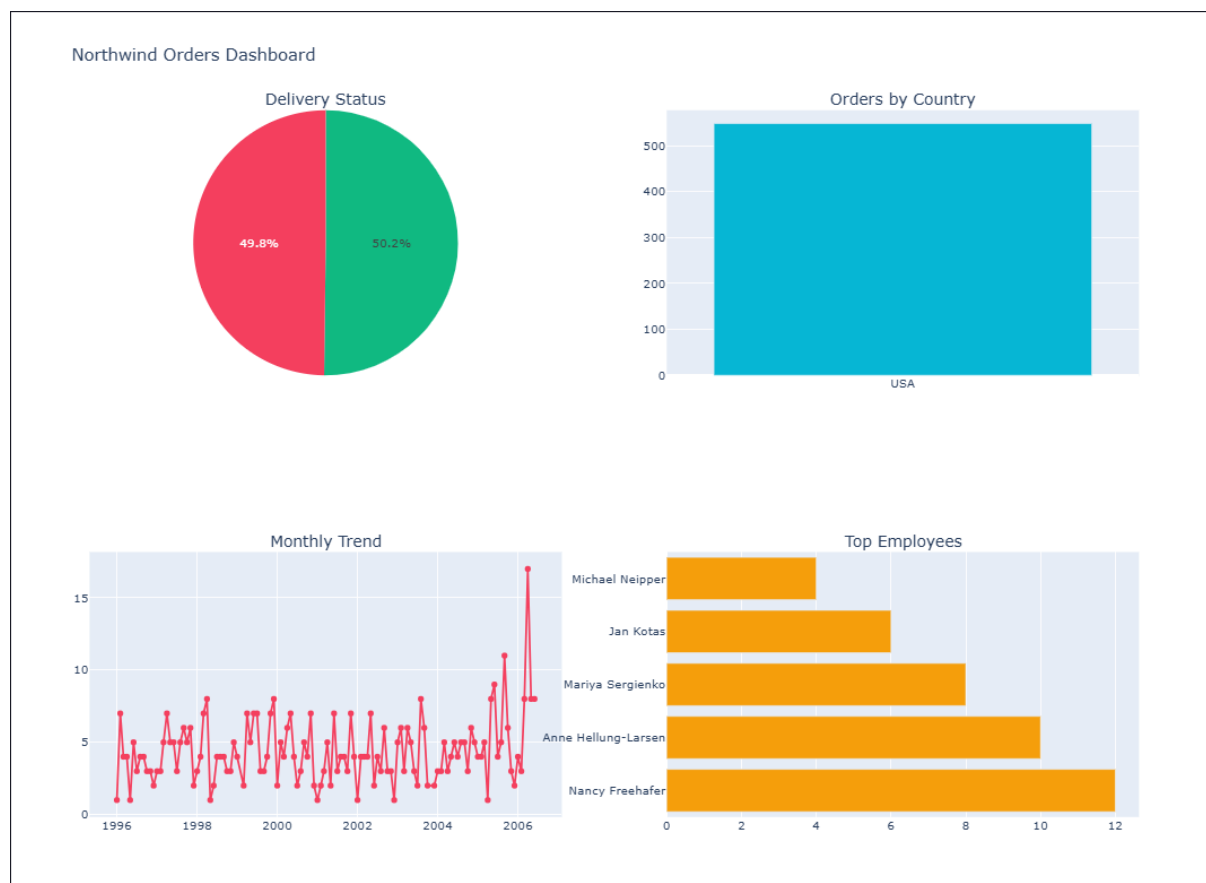 Northwind Orders Dashboard
Delivery Status
49.8%
50.2%
Orders by Country
500
400
300
200
100
0
USA
Monthly Trend
15
10
5
0
1996 1998 2000 2002 2004 2006
Top Employees
Michael Neipper
Jan Kotas
Mariya Sergienko
Anne Hellung-Larsen
Nancy Freehafer
0 2 4 6 8 10 12